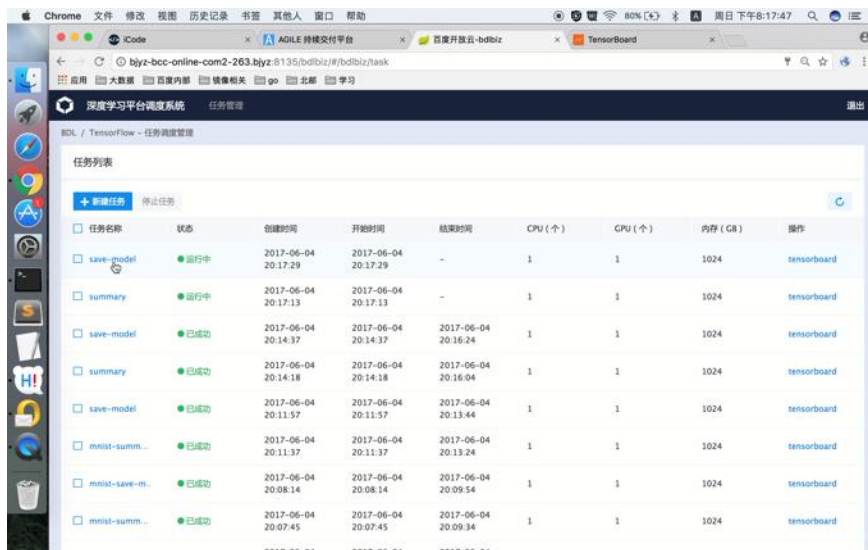 Chrome 文件 修改 视图 历史记录 书签 其他人 窗口 帮助 80% 周日下午8:17:47
iCode × AGILE 持续交付平台 × 百度开放云-bdlbiz × TensorBoard ×
bjyz-bcc-online-com2-263.bjyz:8135/bdlbiz/#/bdlbiz/task
应用 大数据 百度内部 镜像相关 go 北邮 学习
深度学习平台调度系统 任务管理 退出
BDL / TensorFlow - 任务调度管理
任务列表
+ 新建任务 停止任务
任务名称 状态 创建时间 开始时间 结束时间 CPU ( 个 ) GPU ( 个 ) 内存 ( GB ) 操作
save-model 运行中 2017-06-04 20:17:29 2017-06-04 20:17:29 - 1 1 1024 tensorboard
summary 运行中 2017-06-04 20:17:13 2017-06-04 20:17:13 - 1 1 1024 tensorboard
save-model 已成功 2017-06-04 20:14:37 2017-06-04 20:14:37 2017-06-04 20:16:24 1 1 1024 tensorboard
summary 已成功 2017-06-04 20:14:18 2017-06-04 20:14:18 2017-06-04 20:16:04 1 1 1024 tensorboard
save-model 已成功 2017-06-04 20:11:57 2017-06-04 20:11:57 2017-06-04 20:13:44 1 1 1024 tensorboard
mnist-summ... 已成功 2017-06-04 20:11:37 2017-06-04 20:11:37 2017-06-04 20:13:24 1 1 1024 tensorboard
mnist-save-m... 已成功 2017-06-04 20:08:14 2017-06-04 20:08:14 2017-06-04 20:09:54 1 1 1024 tensorboard
mnist-summ... 已成功 2017-06-04 20:07:45 2017-06-04 20:07:45 2017-06-04 20:09:34 1 1 1024 tensorboard